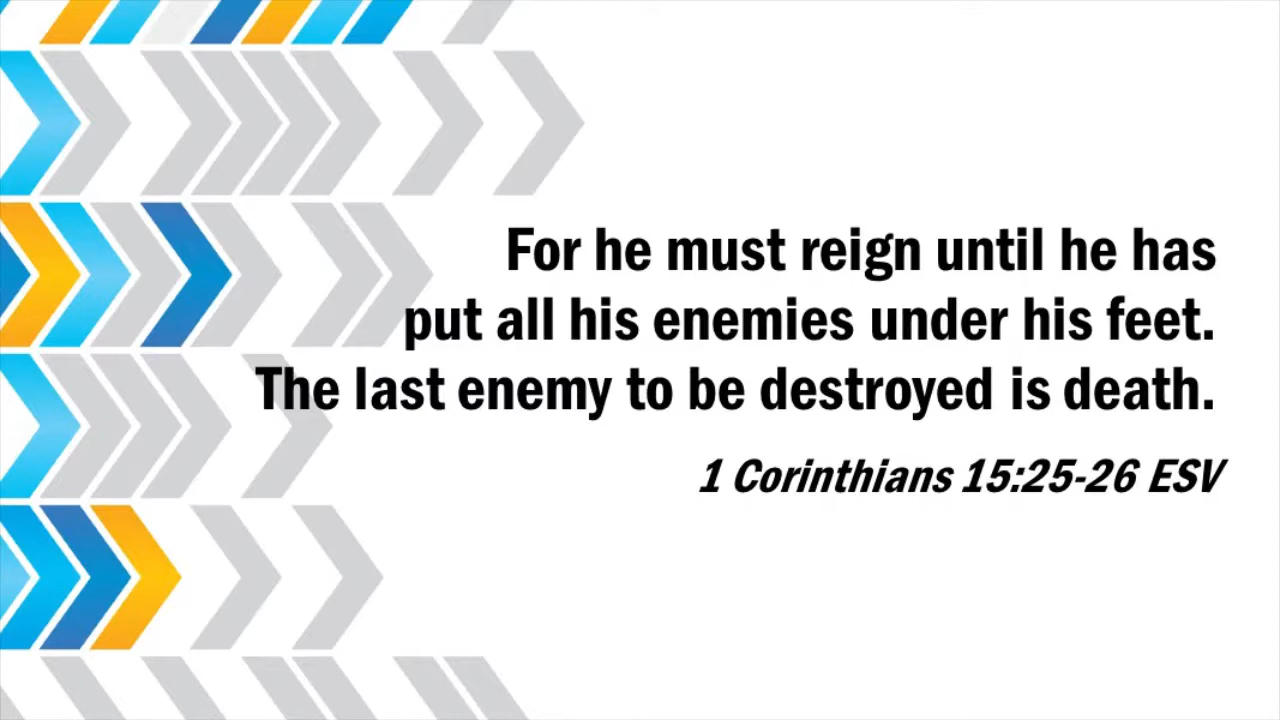 For he must reign until he has
put all his enemies under his feet.
The last enemy to be destroyed is death.
1 Corinthians 15:25-26 ESV